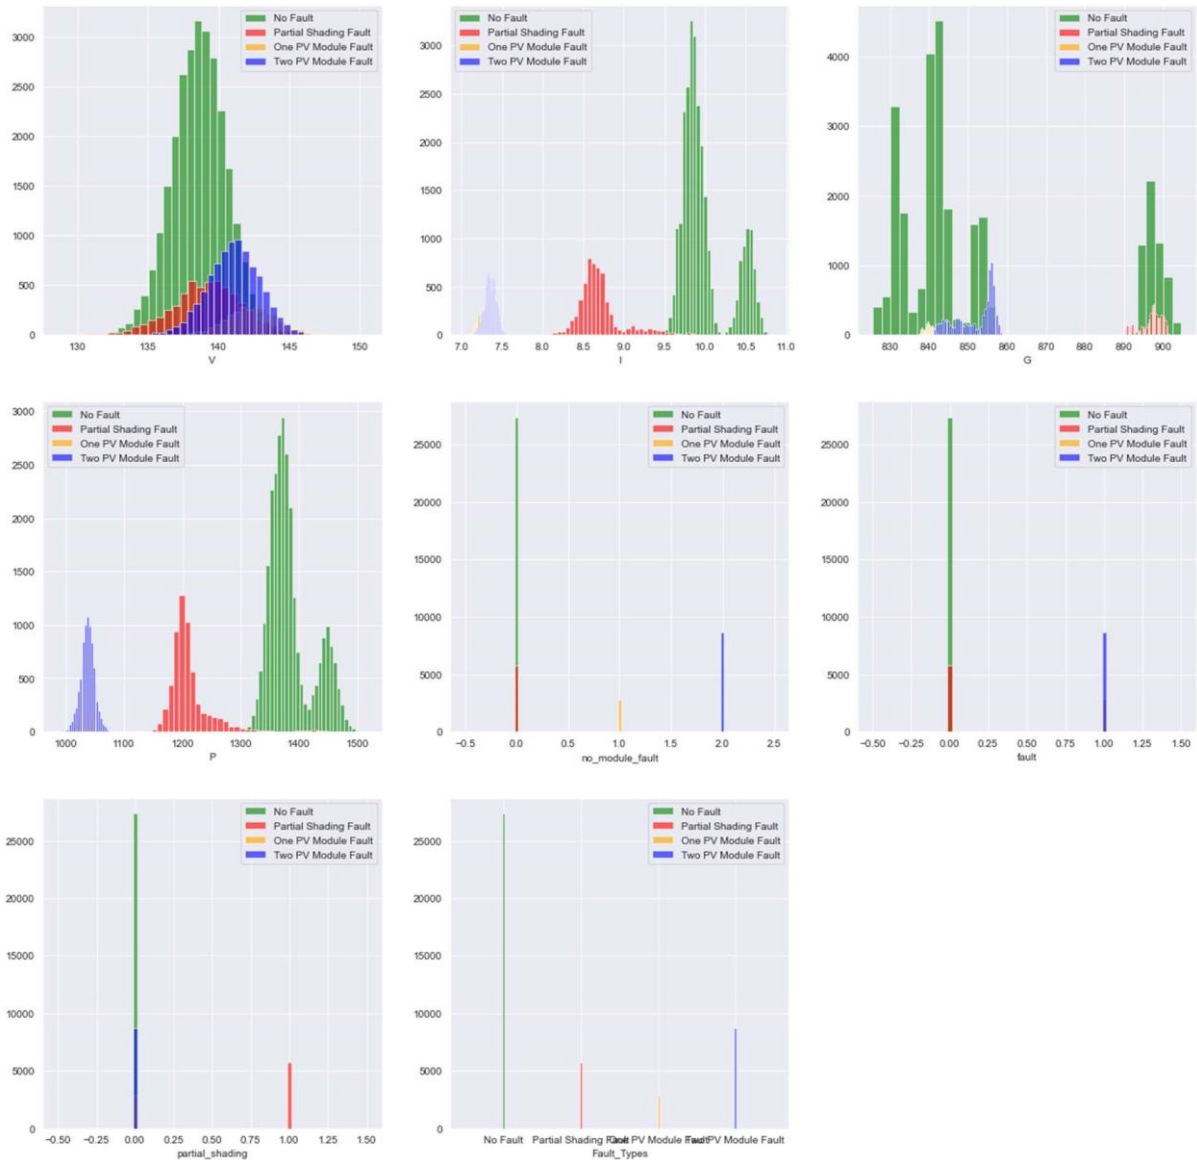 No Fault
Partial Shading Fault
One PV Module Fault
Two PV Module Fault
3000
2500
2000
1500
1000
500
0
130 135 140 145 150
V
No Fault
Partial Shading Fault
One PV Module Fault
Two PV Module Fault
3000
2500
2000
1500
1000
500
0
7.0 7.5 8.0 8.5 9.0 9.5 10.0 10.5 11.0
I
No Fault
Partial Shading Fault
One PV Module Fault
Two PV Module Fault
4000
3000
2000
1000
0
830 840 850 860 870 880 890 900
G
No Fault
Partial Shading Fault
One PV Module Fault
Two PV Module Fault
3000
2500
2000
1500
1000
500
0
1000 1100 1200 1300 1400 1500
P
No Fault
Partial Shading Fault
One PV Module Fault
Two PV Module Fault
25000
20000
15000
10000
5000
0
−0.5 0.0 0.5 1.0 1.5 2.0 2.5
no_module_fault
No Fault
Partial Shading Fault
One PV Module Fault
Two PV Module Fault
25000
20000
15000
10000
5000
0
−0.50 −0.25 0.00 0.25 0.50 0.75 1.00 1.25 1.50
fault
No Fault
Partial Shading Fault
One PV Module Fault
Two PV Module Fault
25000
20000
15000
10000
5000
0
−0.50 −0.25 0.00 0.25 0.50 0.75 1.00 1.25 1.50
partial_shading
No Fault
Partial Shading Fault
One PV Module Fault
Two PV Module Fault
25000
20000
15000
10000
5000
0
No Fault Partial Shading Fault One PV Module Fault Two PV Module Fault
Fault_Types